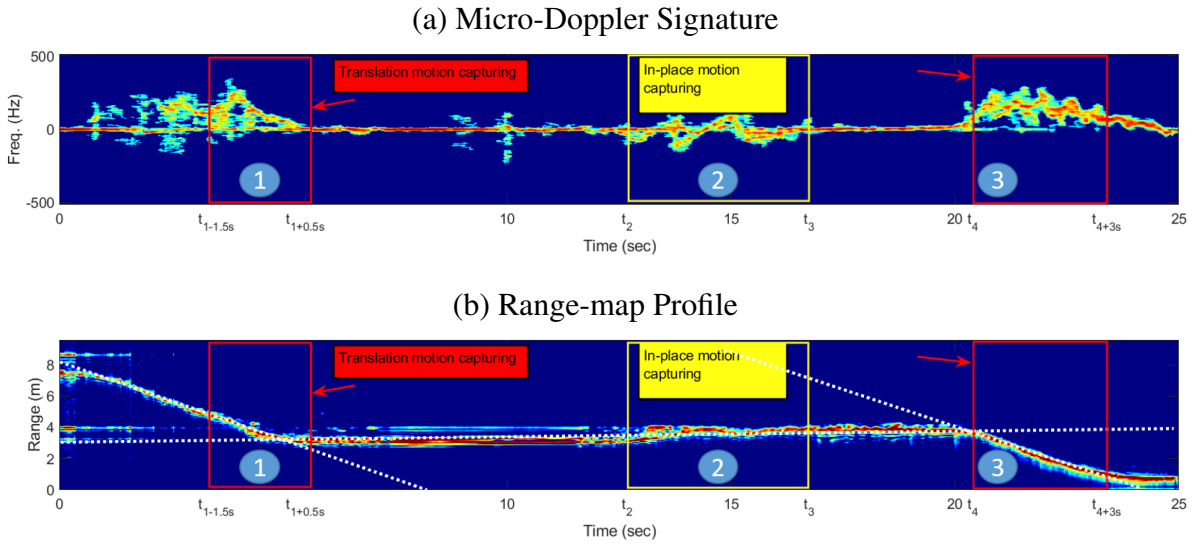 (a) Micro-Doppler Signature
500
0
-500
Freq. (Hz)
Translation motion capturing
In-place motion
capturing
1
2
3
0 t1-1.5s t1+0.5s 10 t2 15 t3 20 t4 t4+3s 25
Time (sec)
(b) Range-map Profile
8
6
4
2
0
Range (m)
Translation motion capturing
In-place motion
capturing
1
2
3
0 t1-1.5s t1+0.5s 10 t2 15 t3 20 t4 t4+3s 25
Time (sec)